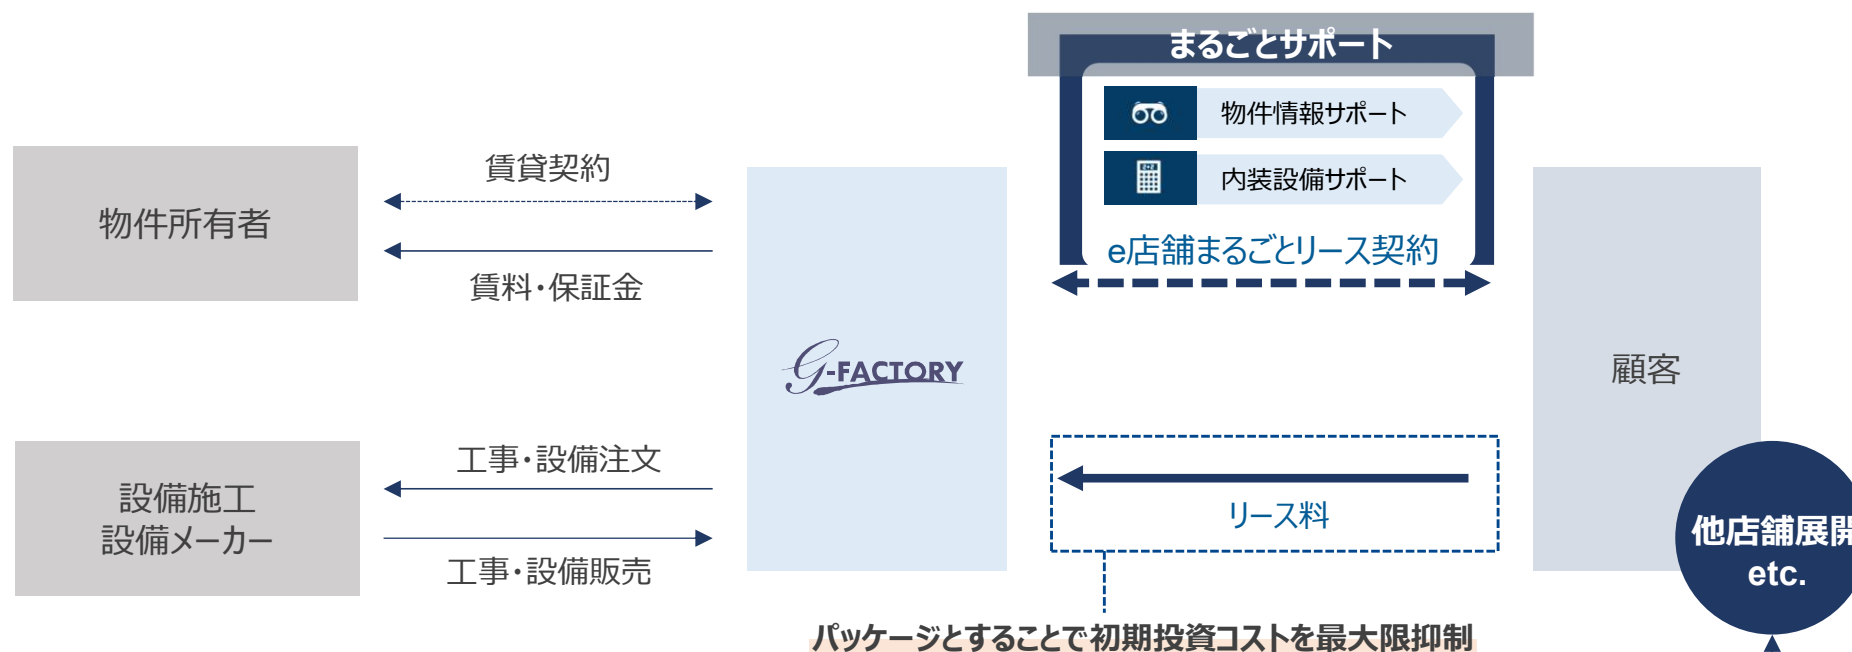 まるごとサポート
物件情報サポート
内装設備サポート
e店舗まるごとリース契約
物件所有者
賃貸契約
賃料・保証金
G-FACTORY
顧客
設備施工
設備メーカー
工事・設備注文
工事・設備販売
リース料
他店舗展開
etc.
パッケージとすることで初期投資コストを最大限抑制